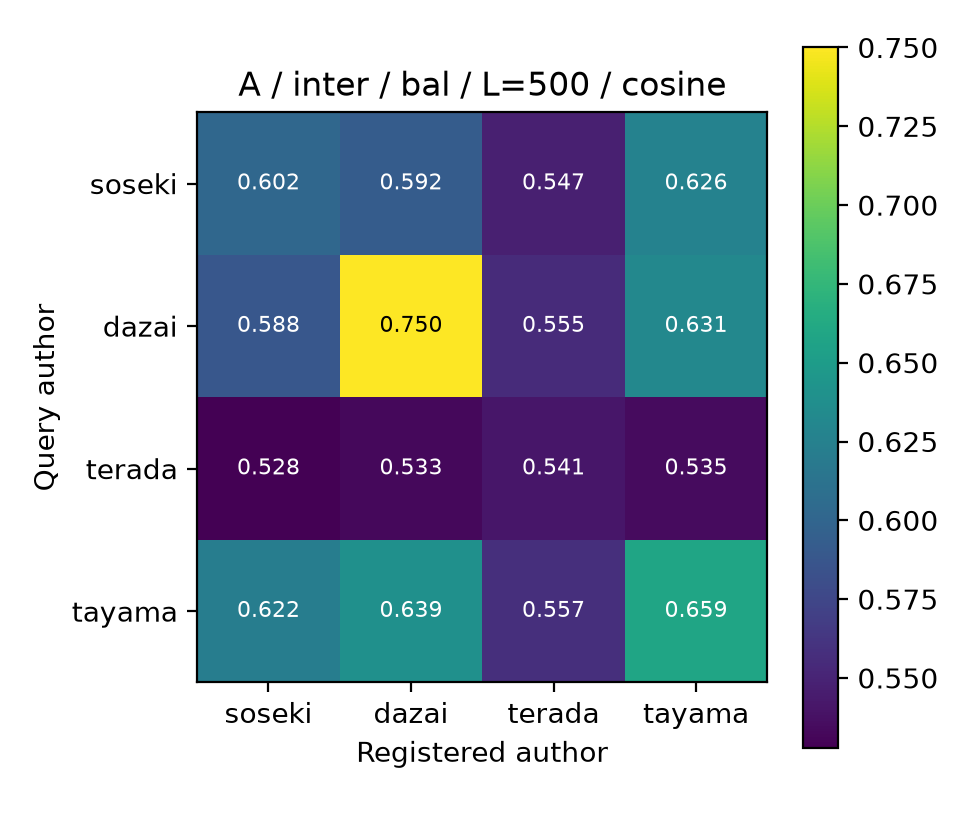 A / inter / bal / L=500 / cosine
0.750
0.725
0.700
0.675
0.650
0.625
0.600
0.575
0.550
Query author
soseki 0.602 0.592 0.547 0.626
dazai 0.588 0.750 0.555 0.631
terada 0.528 0.533 0.541 0.535
tayama 0.622 0.639 0.557 0.659
soseki dazai terada tayama
Registered author